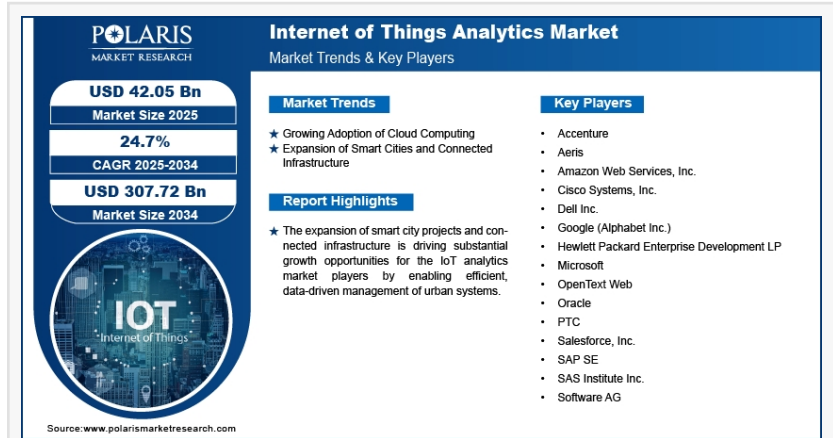 POLARIS
MARKET RESEARCH
Internet of Things Analytics Market
Market Trends & Key Players
USD 42.05 Bn
Market Size 2025
24.7%
CAGR 2025-2034
USD 307.72 Bn
Market Size 2034
IOT
Internet of Things
Market Trends
★ Growing Adoption of Cloud Computing
★ Expansion of Smart Cities and Connected
Infrastructure
Report Highlights
★ The expansion of smart city projects and con-
nected infrastructure is driving substantial
growth opportunities for the IoT analytics
market players by enabling efficient,
data-driven management of urban systems.
Key Players
• Accenture
• Aeris
• Amazon Web Services, Inc.
• Cisco Systems, Inc.
• Dell Inc.
• Google (Alphabet Inc.)
• Hewlett Packard Enterprise Development LP
• Microsoft
• OpenText Web
• Oracle
• PTC
• Salesforce, Inc.
• SAP SE
• SAS Institute Inc.
• Software AG
Source:www.polarismarketresearch.com